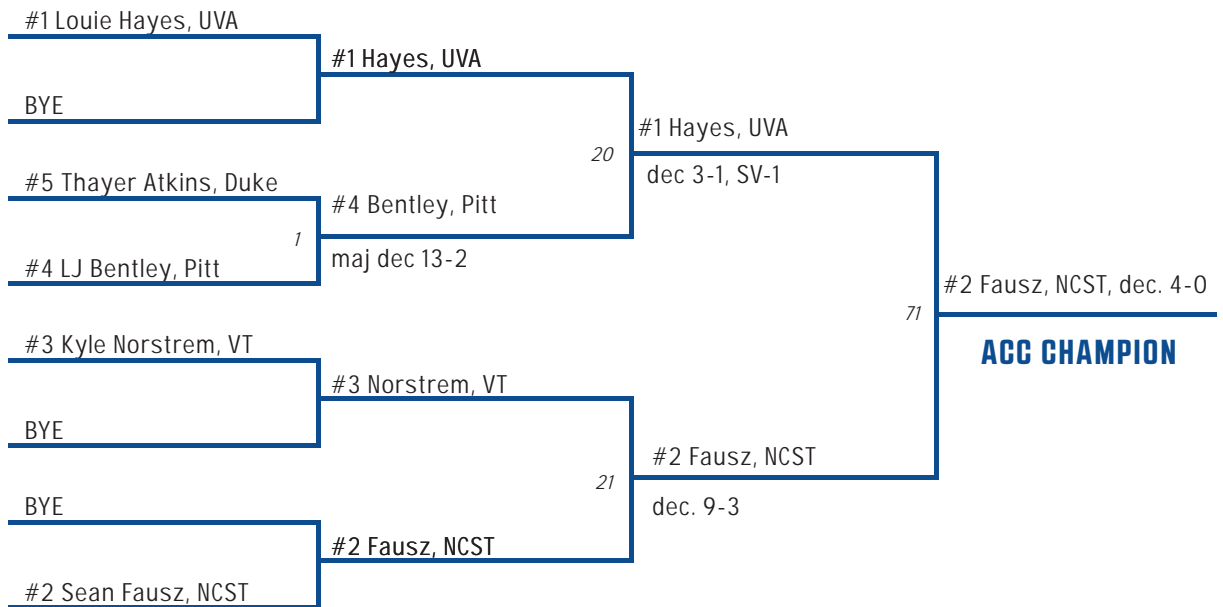 #1 Louie Hayes, UVA
#1 Hayes, UVA
BYE
#1 Hayes, UVA
20
dec 3-1, SV-1
#5 Thayer Atkins, Duke
#4 Bentley, Pitt
1
maj dec 13-2
#4 LJ Bentley, Pitt
#2 Fausz, NCST, dec. 4-0
71
ACC CHAMPION
#3 Kyle Norstrem, VT
#3 Norstrem, VT
BYE
#2 Fausz, NCST
21
dec. 9-3
BYE
#2 Fausz, NCST
#2 Sean Fausz, NCST